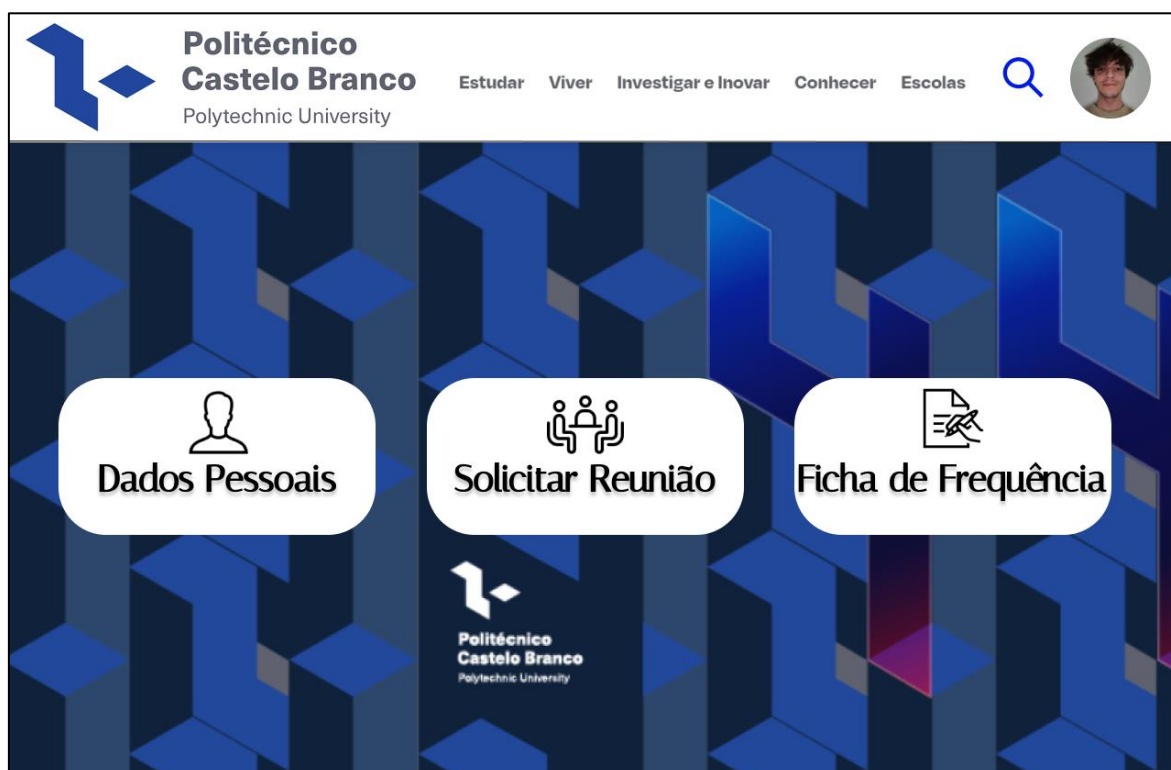 Politécnico
Castelo Branco
Polytechnic University
Estudar Viver Investigar e Inovar Conhecer Escolas
Dados Pessoais
Solicitar Reunião
Ficha de Frequência
Politécnico
Castelo Branco
Polytechnic University